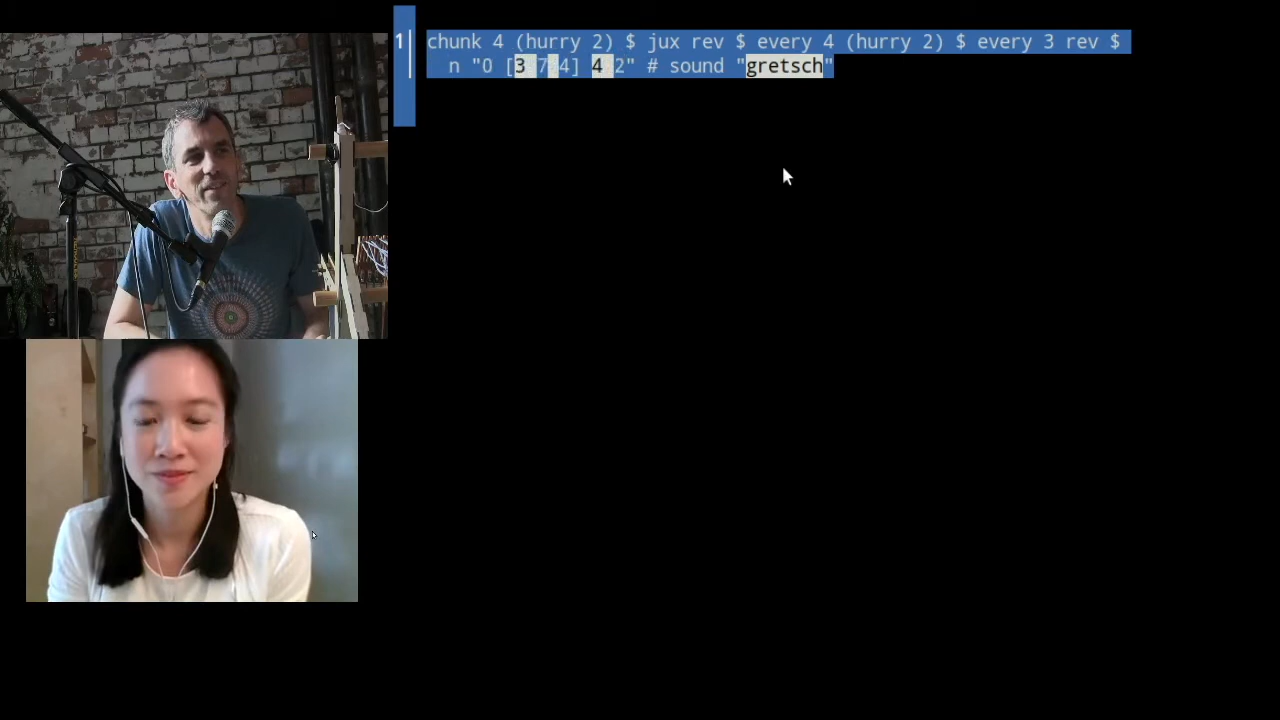 1 chunk 4 (hurry 2) $ jux rev $ every 4 (hurry 2) $ every 3 rev $
n "0 [3 7 4] 4 2" # sound "gretsch"